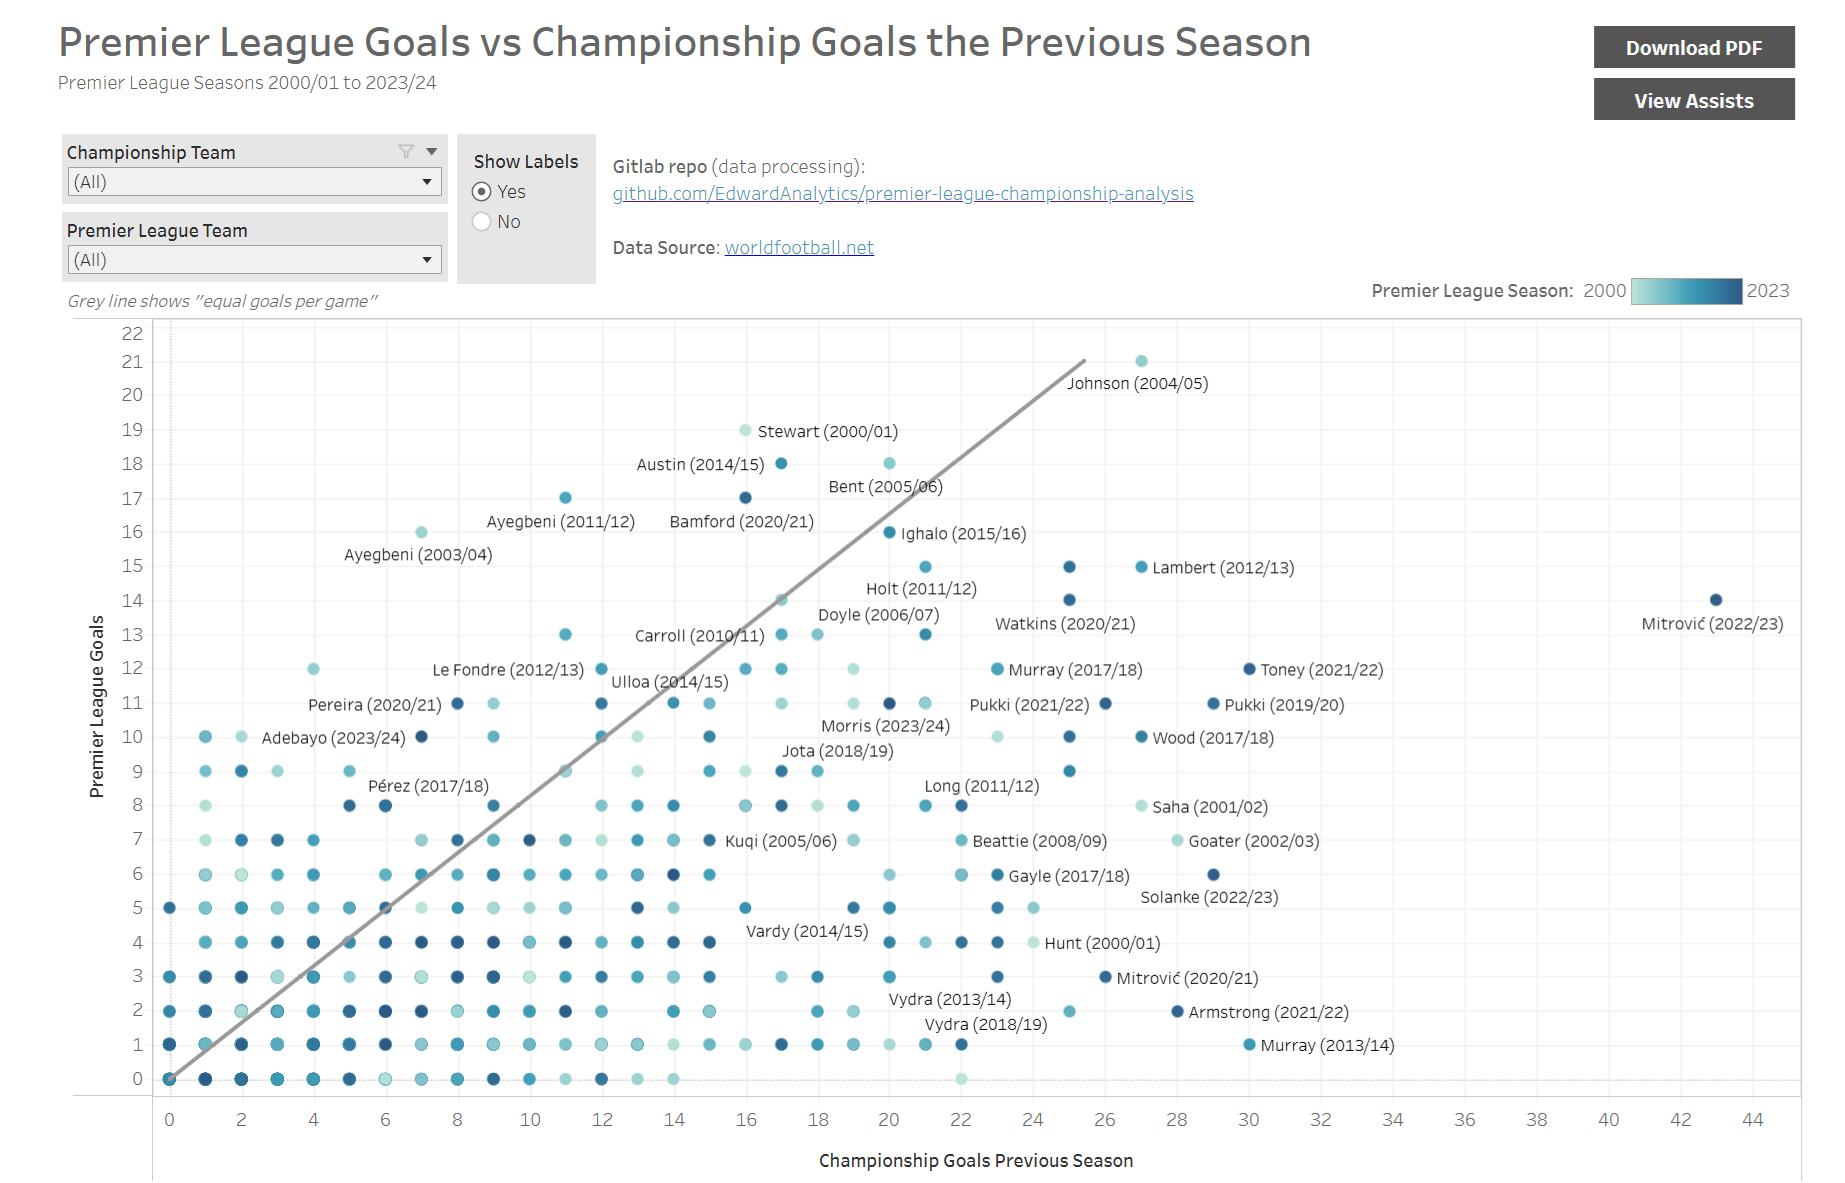 Premier League Goals vs Championship Goals the Previous Season
Premier League Seasons 2000/01 to 2023/24
Download PDF
View Assists
Championship Team
(All)
Premier League Team
(All)
Show Labels
Yes
No
Gitlab repo (data processing):
github.com/EdwardAnalytics/premier-league-championship-analysis
Data Source: worldfootball.net
Grey line shows "equal goals per game"
Premier League Season: 2000 2023
22
21
Johnson (2004/05)
20
19
Stewart (2000/01)
18
Austin (2014/15)
Bent (2005/06)
17
Ayegbeni (2011/12)
Bamford (2020/21)
16
Ighalo (2015/16)
Ayegbeni (2003/04)
15
Lambert (2012/13)
Holt (2011/12)
14
Doyle (2006/07)
Watkins (2020/21)
Mitrović (2022/23)
13
Carroll (2010/11)
12
Le Fondre (2012/13)
Murray (2017/18)
Toney (2021/22)
Ulloa (2014/15)
11
Pereira (2020/21)
Pukki (2021/22)
Pukki (2019/20)
Morris (2023/24)
10
Adebayo (2023/24)
Wood (2017/18)
Jota (2018/19)
9
Pérez (2017/18)
Long (2011/12)
8
Saha (2001/02)
7
Kuqi (2005/06)
Beattie (2008/09)
Goater (2002/03)
6
Gayle (2017/18)
Solanke (2022/23)
5
Vardy (2014/15)
4
Hunt (2000/01)
3
Mitrović (2020/21)
Vydra (2013/14)
2
Armstrong (2021/22)
Vydra (2018/19)
1
Murray (2013/14)
0
Premier League Goals
0 2 4 6 8 10 12 14 16 18 20 22 24 26 28 30 32 34 36 38 40 42 44
Championship Goals Previous Season